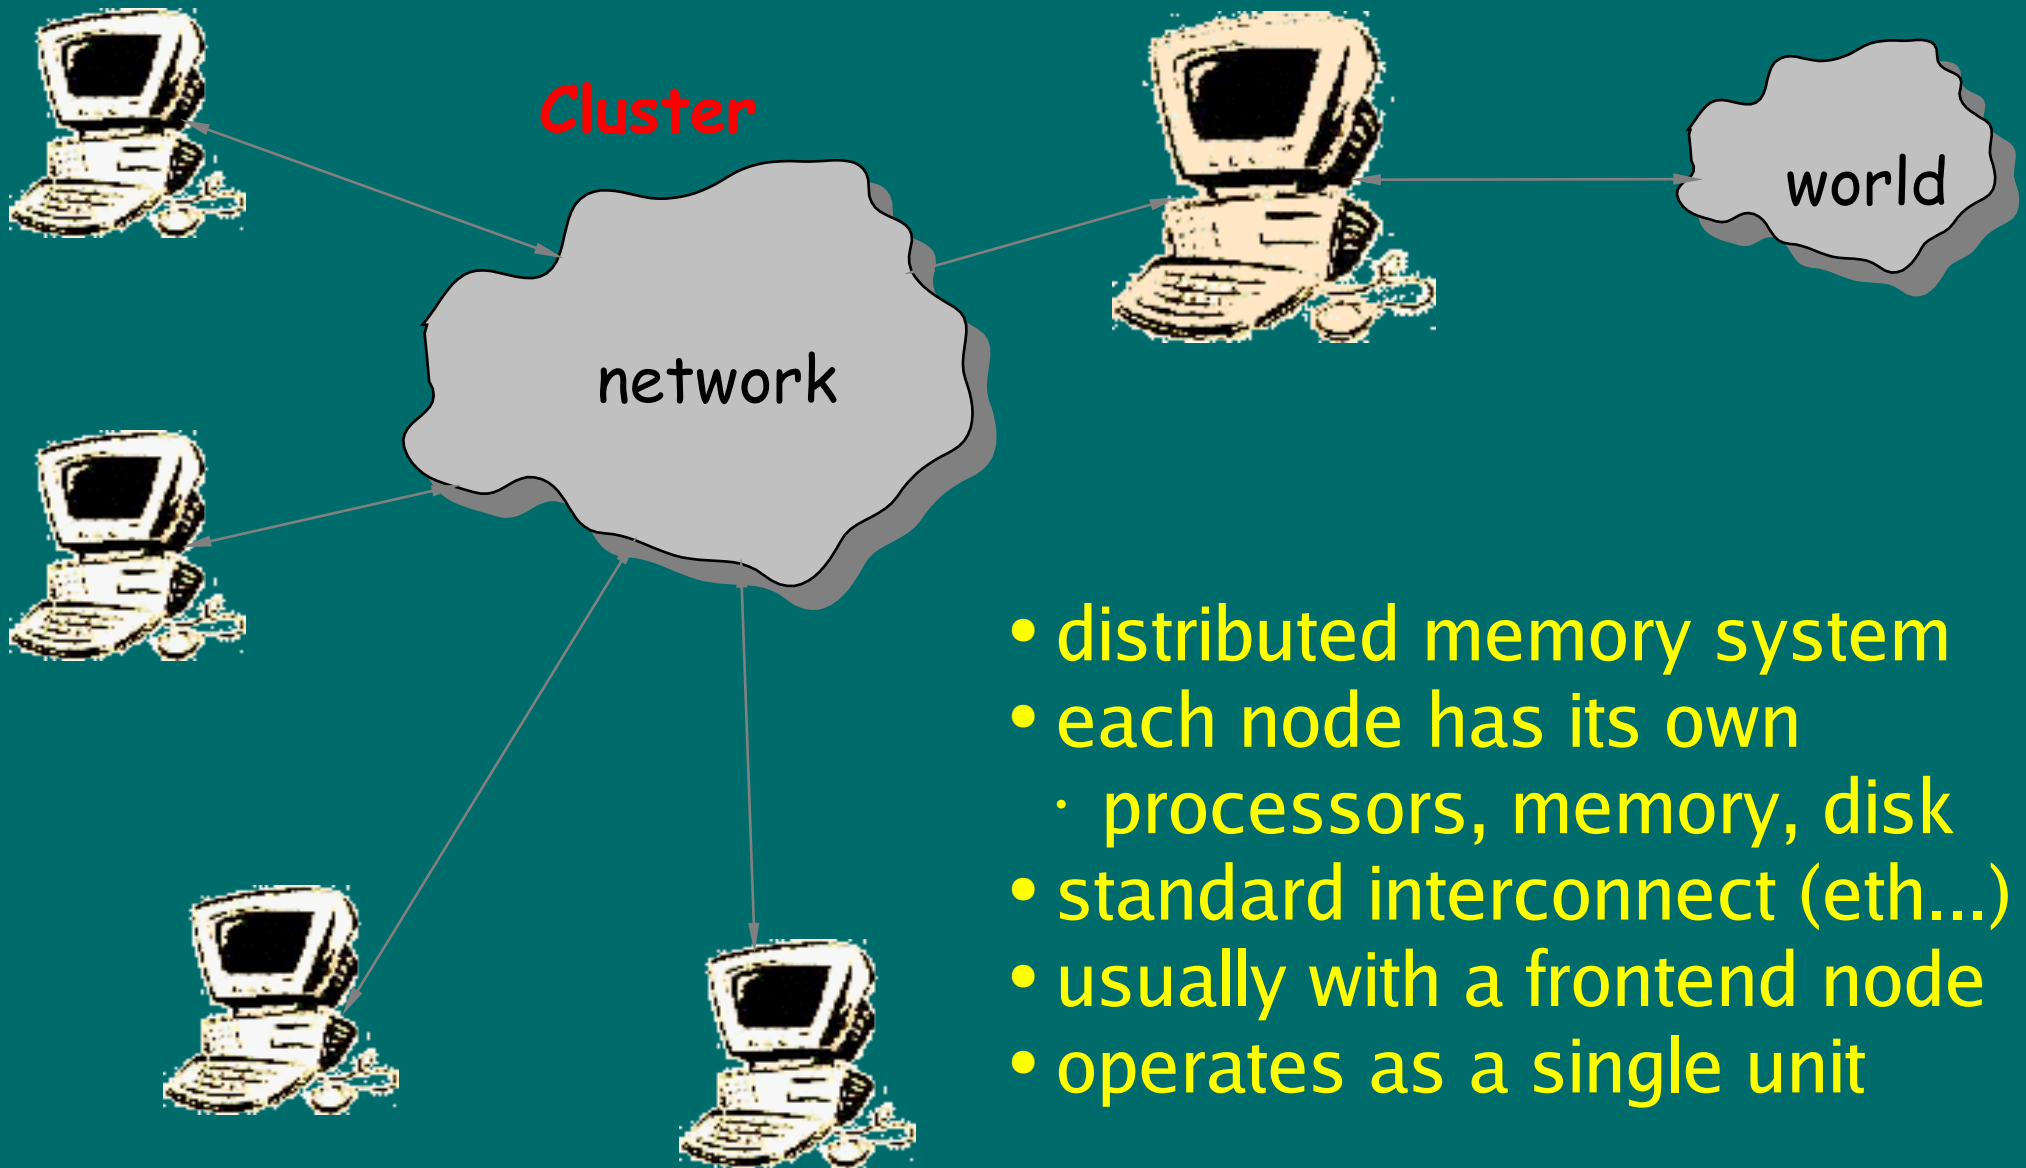 Cluster
world
network
• distributed memory system
• each node has its own
· processors, memory, disk
• standard interconnect (eth...)
• usually with a frontend node
• operates as a single unit